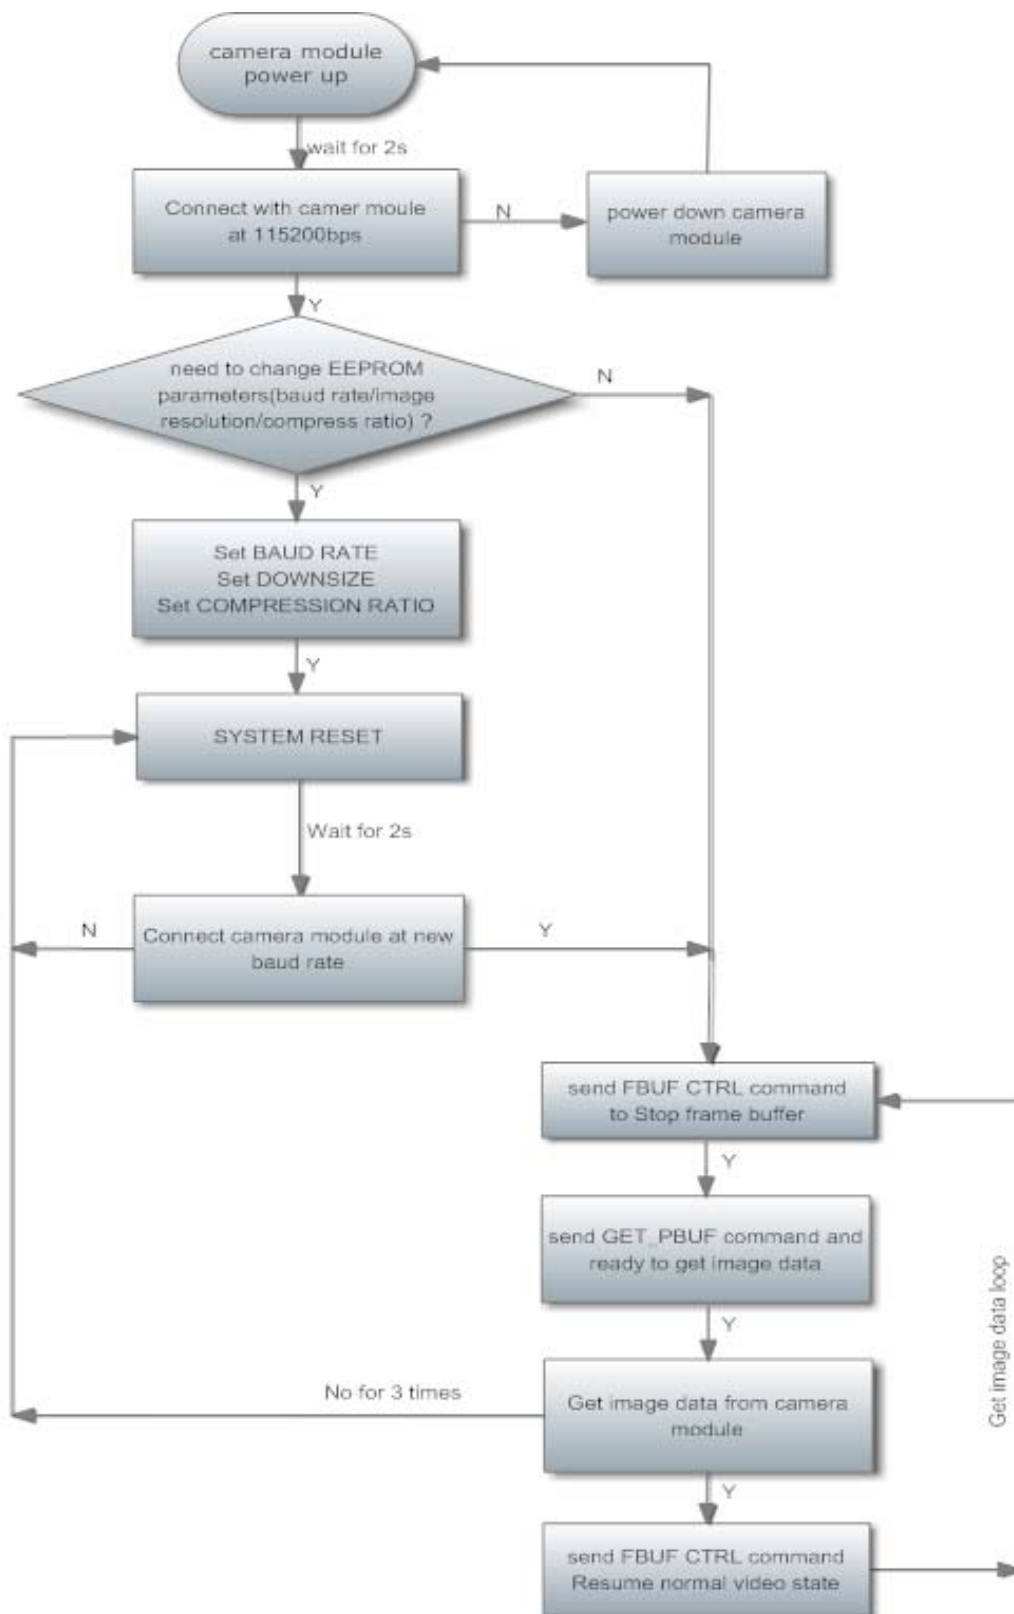 camera module
power up
wait for 2s
Connect with camer moule
at 115200bps
N
power down camera
module
Y
need to change EEPROM
parameters(baud rate/image
resolution/compress ratio) ?
N
Y
Set BAUD RATE
Set DOWNSIZE
Set COMPRESSION RATIO
Y
SYSTEM RESET
Wait for 2s
N
Connect camera module at new
baud rate
Y
send FBUF CTRL command
to Stop frame buffer
Y
send GET_PBUF command and
ready to get image data
Y
Get image data loop
No for 3 times
Get image data from camera
module
Y
send FBUF CTRL command
Resume normal video state